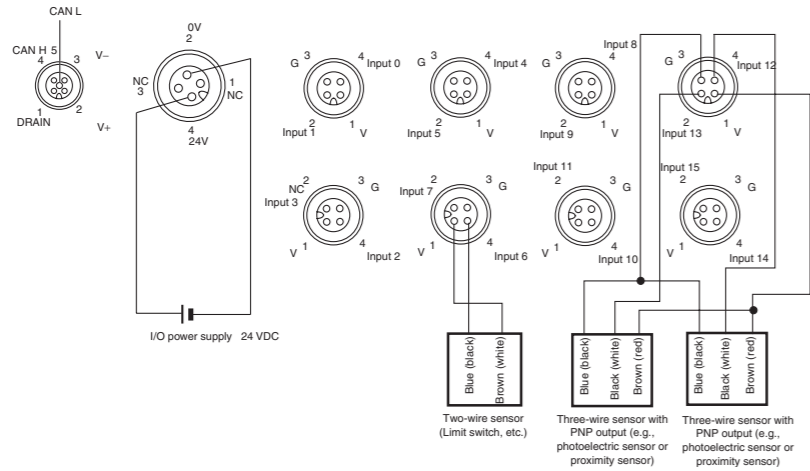 CAN L
CAN H 5
4
3
V–
1
2
DRAIN
V+
0V
2
NC
3
1
NC
4
24V
I/O power supply 24 VDC
G 3
4
Input 0
2
Input 1
1
V
G 3
4
Input 4
2
Input 5
1
V
Input 8
G 3
4
2
Input 9
1
V
G 3
4
Input 12
2
Input 13
1
V
NC 2
Input 3
3
G
V 1
4
Input 2
Input 7
2
3
G
V 1
4
Input 6
Input 11
2
3
G
V 1
4
Input 10
Input 15
2
3
G
V 1
4
Input 14
Blue (black)
Brown (white)
Two-wire sensor
(Limit switch, etc.)
Blue (black)
Black (white)
Brown (red)
Three-wire sensor with
PNP output (e.g.,
photoelectric sensor or
proximity sensor)
Blue (black)
Black (white)
Brown (red)
Three-wire sensor with
PNP output (e.g.,
photoelectric sensor or
proximity sensor)